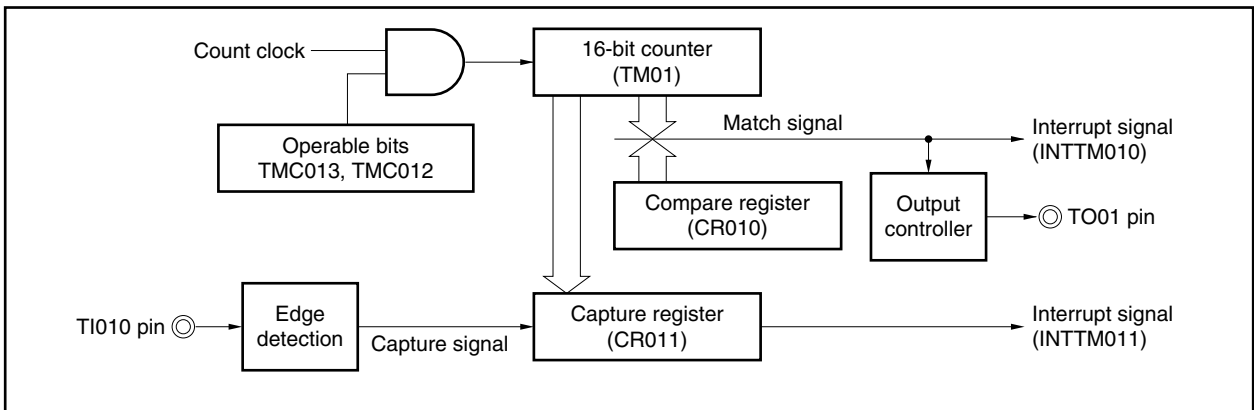 Count clock
16-bit counter
(TM01)
Operable bits
TMC013, TMC012
Match signal
Interrupt signal
(INTTM010)
Compare register
(CR010)
Output
controller
TO01 pin
TI010 pin
Edge
detection
Capture signal
Capture register
(CR011)
Interrupt signal
(INTTM011)